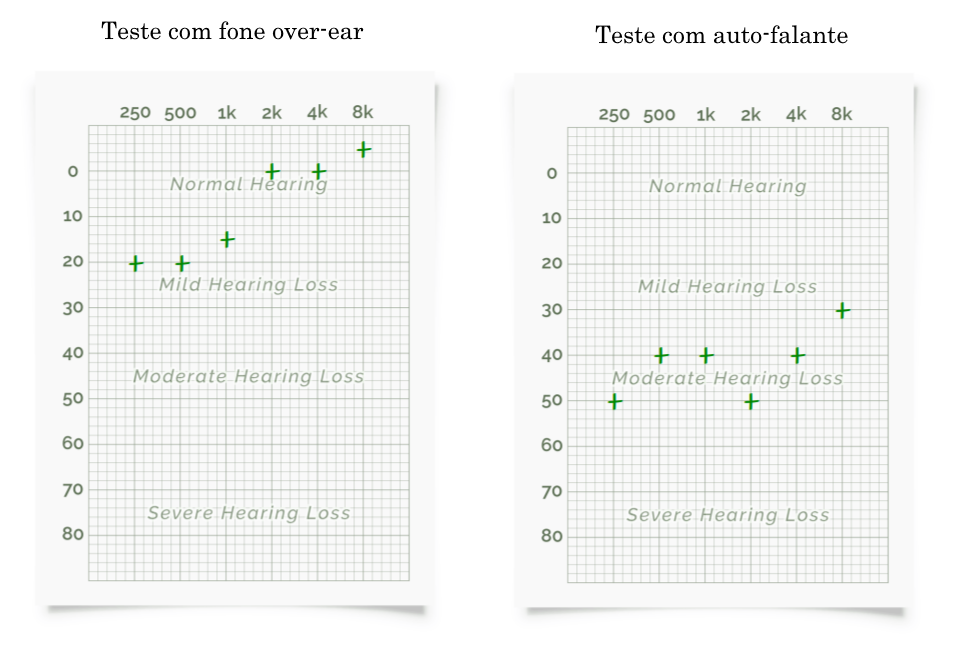 Teste com fone over-ear
250 500 1k 2k 4k 8k
0
Normal Hearing
10
20
Mild Hearing Loss
30
40
Moderate Hearing Loss
50
60
70
Severe Hearing Loss
80
Teste com auto-falante
250 500 1k 2k 4k 8k
0
Normal Hearing
10
20
Mild Hearing Loss
30
40
Moderate Hearing Loss
50
60
70
Severe Hearing Loss
80